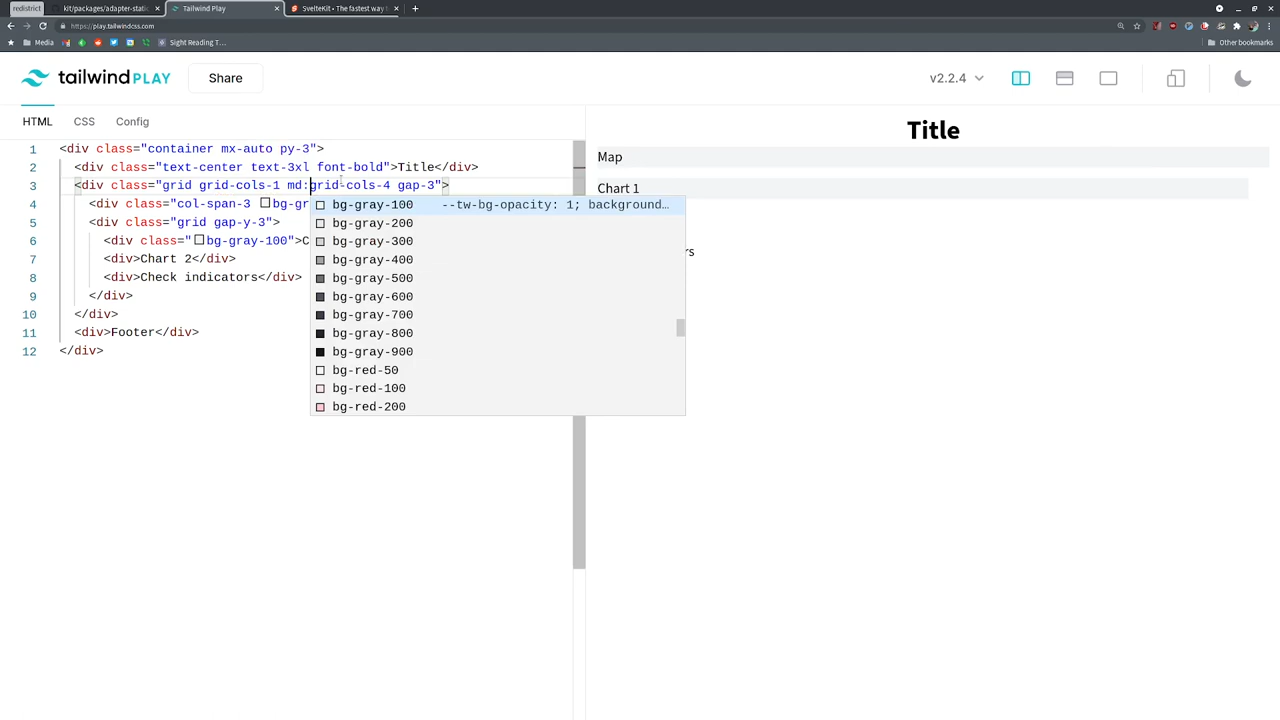 redistrict
kit/packages/adapter-stati
Tailwind Play
SvelteKit • The fastest way
https://play.tailwindcss.com
Media
Sight Reading T…
Other bookmarks
tailwind PLAY
Share
v2.2.4
HTML
CSS
Config
1 <div class="container mx-auto py-3">
2 <div class="text-center text-3xl font-bold">Title</div>
3 <div class="grid grid-cols-1 md:grid-cols-4 gap-3">
4 <div class="col-span-3 bg-gr
5 <div class="grid gap-y-3">
6 <div class="bg-gray-100">C
7 <div>Chart 2</div>
8 <div>Check indicators</div>
9 </div>
10 </div>
11 <div>Footer</div>
12 </div>
bg-gray-100 --tw-bg-opacity: 1; background…
bg-gray-200
bg-gray-300
bg-gray-400
bg-gray-500
bg-gray-600
bg-gray-700
bg-gray-800
bg-gray-900
bg-red-50
bg-red-100
bg-red-200
Title
Map
Chart 1
rs